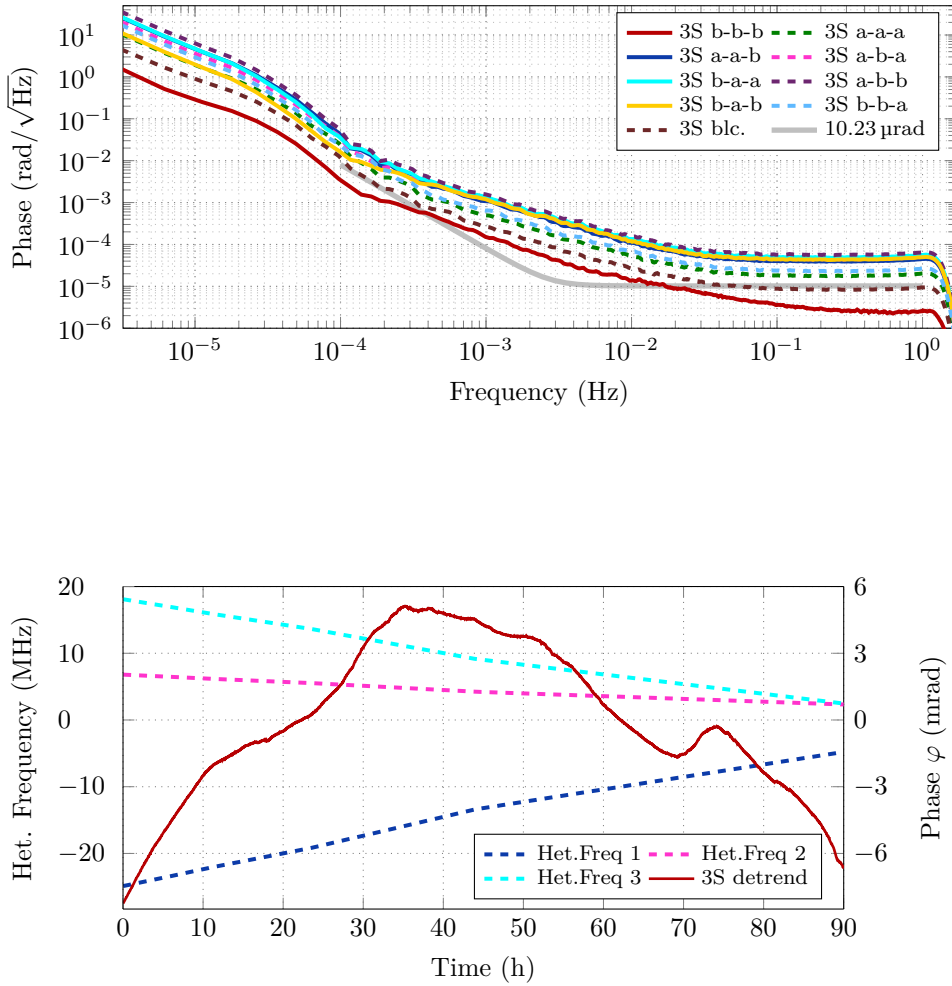 10^1
10^0
10^-1
10^-2
10^-3
10^-4
10^-5
10^-6
Phase (rad/√Hz)
3S b-b-b 3S a-a-a
3S a-a-b 3S a-b-a
3S b-a-a 3S a-b-b
3S b-a-b 3S b-b-a
3S blc. 10.23 µrad
10^-5 10^-4 10^-3 10^-2 10^-1 10^0
Frequency (Hz)
20 6
10 3
0 0
−10 −3
−20 −6
Het. Frequency (MHz)
Phase φ (mrad)
Het.Freq 1 Het.Freq 2
Het.Freq 3 3S detrend
0 10 20 30 40 50 60 70 80 90
Time (h)